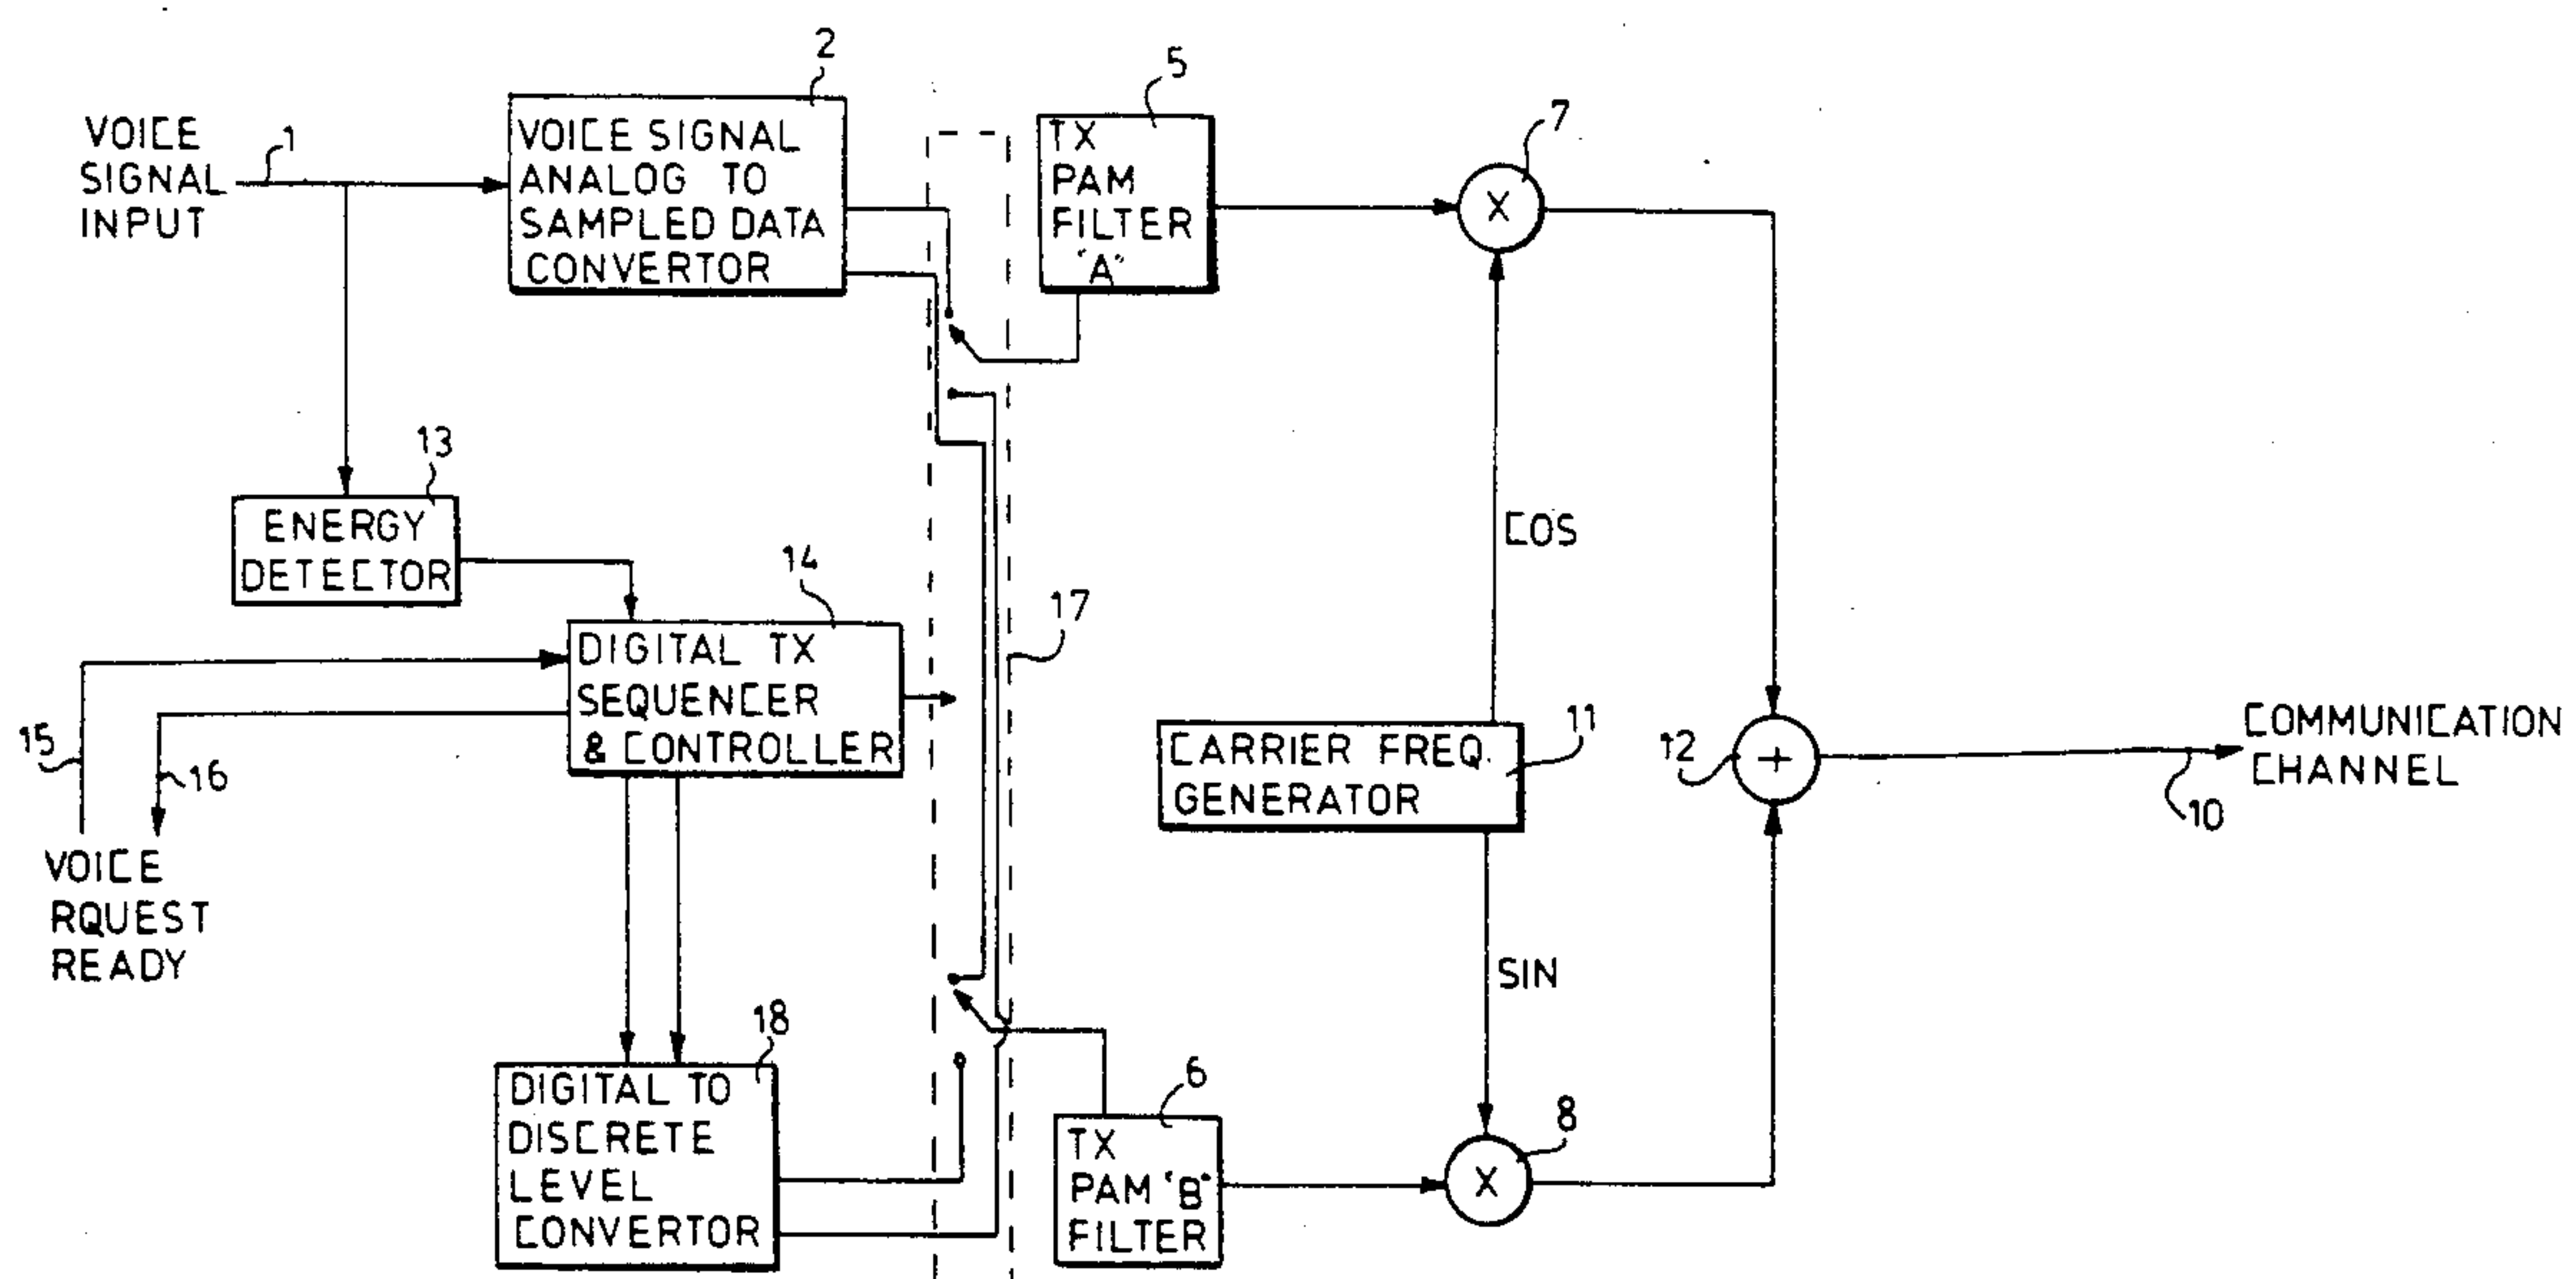 2
5
VOICE
SIGNAL
INPUT
1
VOICE SIGNAL
ANALOG TO
SAMPLED DATA
CONVERTOR
TX
PAM
FILTER
"A"
7
X
13
ENERGY
DETECTOR
COS
14
DIGITAL TX
SEQUENCER
& CONTROLLER
17
15
16
VOICE
RQUEST
READY
CARRIER FREQ.
GENERATOR
11
12
+
10
COMMUNICATION
CHANNEL
SIN
18
DIGITAL TO
DISCRETE
LEVEL
CONVERTOR
6
TX
PAM "B"
FILTER
8
X